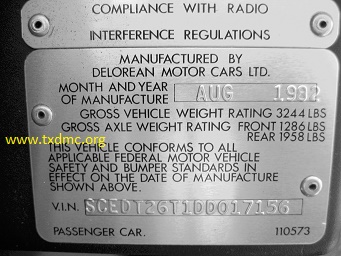 COMPLIANCE WITH RADIO
INTERFERENCE REGULATIONS
MANUFACTURED BY
DELOREAN MOTOR CARS LTD.
MONTH AND YEAR
OF MANUFACTURE AUG 1982
GROSS VEHICLE WEIGHT RATING 3244 LBS
GROSS AXLE WEIGHT RATING FRONT 1286 LBS
REAR 1958 LBS
www.txdmc.org
THIS VEHICLE CONFORMS TO ALL
APPLICABLE FEDERAL MOTOR VEHICLE
SAFETY AND BUMPER STANDARDS IN
EFFECT ON THE DATE OF MANUFACTURE
SHOWN ABOVE.
V.I.N. SCEDT26T1DD017156
PASSENGER CAR. 110573